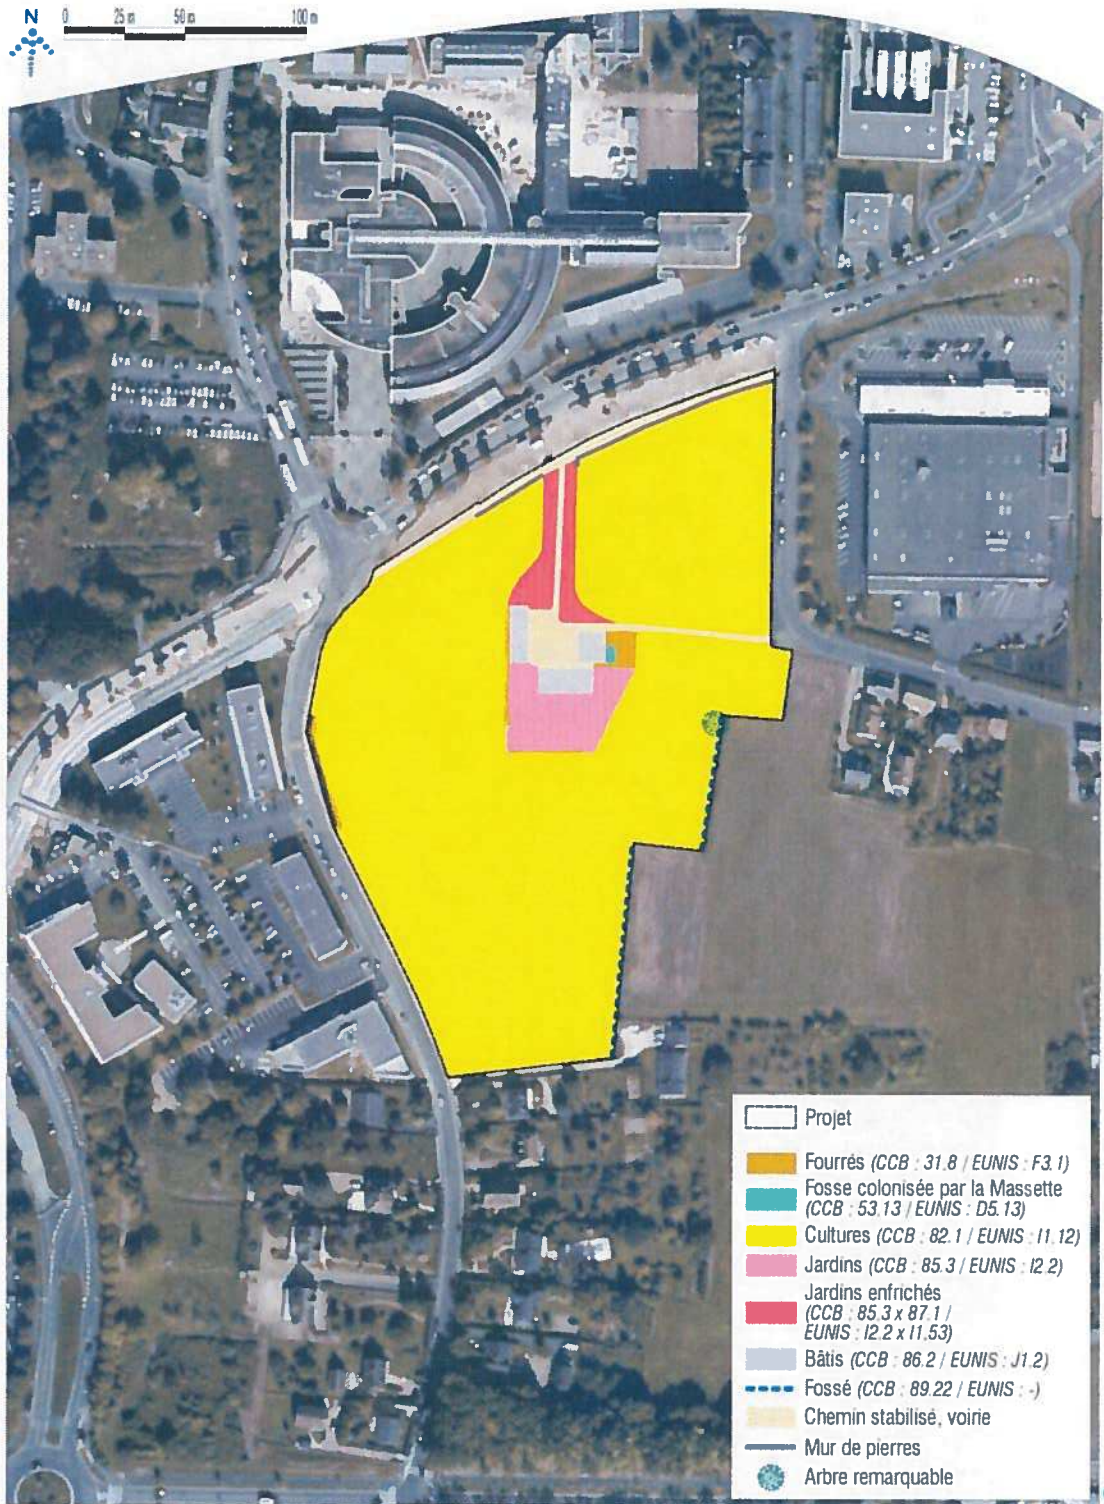 N
0 25 m 50 m 100 m
Projet
Fourrés (CCB : 31.8 / EUNIS : F3.1)
Fosse colonisée par la Massette
(CCB : 53.13 / EUNIS : D5.13)
Cultures (CCB : 82.1 / EUNIS : I1.12)
Jardins (CCB : 85.3 / EUNIS : I2.2)
Jardins enfrichés
(CCB : 85.3 x 87.1 /
EUNIS : I2.2 x I1.53)
Bâtis (CCB : 86.2 / EUNIS : J1.2)
Fossé (CCB : 89.22 / EUNIS : -)
Chemin stabilisé, voirie
Mur de pierres
Arbre remarquable